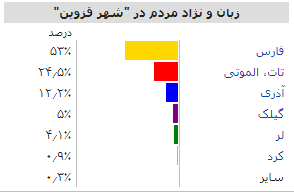 زبان و نژاد مردم در "شهر قزوین"
درصد
فارس ۵۳٪
تات، الموتی ۲۴٫۵٪
آذری ۱۲٫۲٪
گیلک ۵٪
لر ۴٫۱٪
کرد ۰٫۹٪
سایر ۰٫۳٪